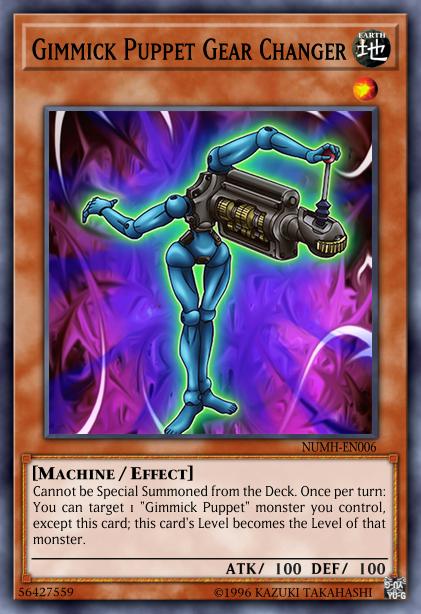 GIMMICK PUPPET GEAR CHANGER
EARTH
地
NUMH-EN006
[MACHINE / EFFECT]
Cannot be Special Summoned from the Deck. Once per turn:
You can target 1 "Gimmick Puppet" monster you control,
except this card; this card's Level becomes the Level of that
monster.
ATK/ 100 DEF/ 100
56427559
©1996 KAZUKI TAKAHASHI